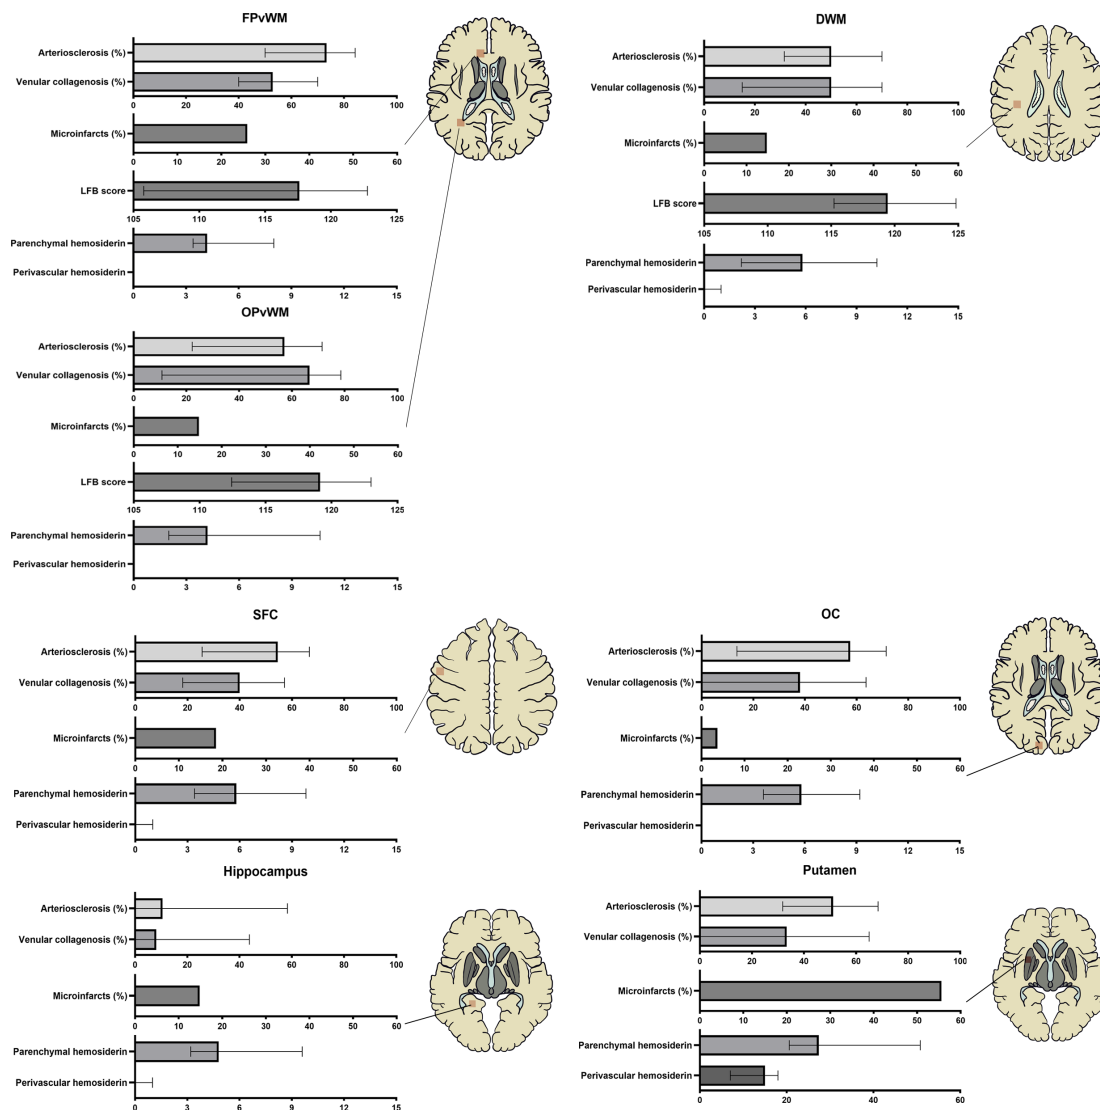 FPvWM
Arteriosclerosis (%)
Venular collagenosis (%)
0 20 40 60 80 100
Microinfarcts (%)
0 10 20 30 40 50 60
LFB score
105 110 115 120 125
Parenchymal hemosiderin
Perivascular hemosiderin
0 3 6 9 12 15
DWM
Arteriosclerosis (%)
Venular collagenosis (%)
0 20 40 60 80 100
Microinfarcts (%)
0 10 20 30 40 50 60
LFB score
105 110 115 120 125
Parenchymal hemosiderin
Perivascular hemosiderin
0 3 6 9 12 15
OPvWM
Arteriosclerosis (%)
Venular collagenosis (%)
0 20 40 60 80 100
Microinfarcts (%)
0 10 20 30 40 50 60
LFB score
105 110 115 120 125
Parenchymal hemosiderin
Perivascular hemosiderin
0 3 6 9 12 15
SFC
Arteriosclerosis (%)
Venular collagenosis (%)
0 20 40 60 80 100
Microinfarcts (%)
0 10 20 30 40 50 60
Parenchymal hemosiderin
Perivascular hemosiderin
0 3 6 9 12 15
OC
Arteriosclerosis (%)
Venular collagenosis (%)
0 20 40 60 80 100
Microinfarcts (%)
0 10 20 30 40 50 60
Parenchymal hemosiderin
Perivascular hemosiderin
0 3 6 9 12 15
Hippocampus
Arteriosclerosis (%)
Venular collagenosis (%)
0 20 40 60 80 100
Microinfarcts (%)
0 10 20 30 40 50 60
Parenchymal hemosiderin
Perivascular hemosiderin
0 3 6 9 12 15
Putamen
Arteriosclerosis (%)
Venular collagenosis (%)
0 20 40 60 80 100
Microinfarcts (%)
0 10 20 30 40 50 60
Parenchymal hemosiderin
Perivascular hemosiderin
0 20 40 60